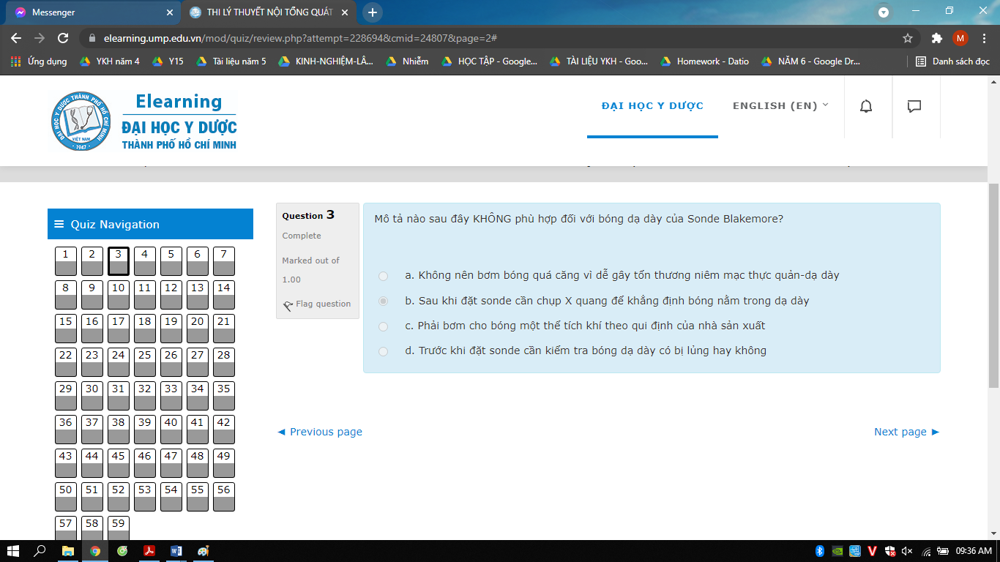 Messenger
THI LÝ THUYẾT NỘI TỔNG QUÁT
elearning.ump.edu.vn/mod/quiz/review.php?attempt=228694&cmid=24807&page=2#
M
Ứng dụng YKH năm 4 Y15 Tài liệu năm 5 KINH-NGHIỆM-LÂ... Nhiễm HỌC TẬP - Google... TÀI LIỆU YKH - Goo... Homework - Datio NĂM 6 - Google Dr... Danh sách đọc
Elearning
ĐẠI HỌC Y DƯỢC
THÀNH PHỐ HỒ CHÍ MINH
ĐẠI HỌC Y DƯỢC THÀNH PHỐ HỒ CHÍ MINH
VIỆT NAM
1947
ĐẠI HỌC Y DƯỢC ENGLISH (EN)
Quiz Navigation
1 2 3 4 5 6 7
8 9 10 11 12 13 14
15 16 17 18 19 20 21
22 23 24 25 26 27 28
29 30 31 32 33 34 35
36 37 38 39 40 41 42
43 44 45 46 47 48 49
50 51 52 53 54 55 56
57 58 59
Question 3
Complete
Marked out of
1.00
Flag question
Mô tả nào sau đây KHÔNG phù hợp đối với bóng dạ dày của Sonde Blakemore?
a. Không nên bơm bóng quá căng vì dễ gây tổn thương niêm mạc thực quản-dạ dày
b. Sau khi đặt sonde cần chụp X quang để khẳng định bóng nằm trong dạ dày
c. Phải bơm cho bóng một thể tích khí theo qui định của nhà sản xuất
d. Trước khi đặt sonde cần kiểm tra bóng dạ dày có bị lủng hay không
◄ Previous page
Next page ►
09:36 AM